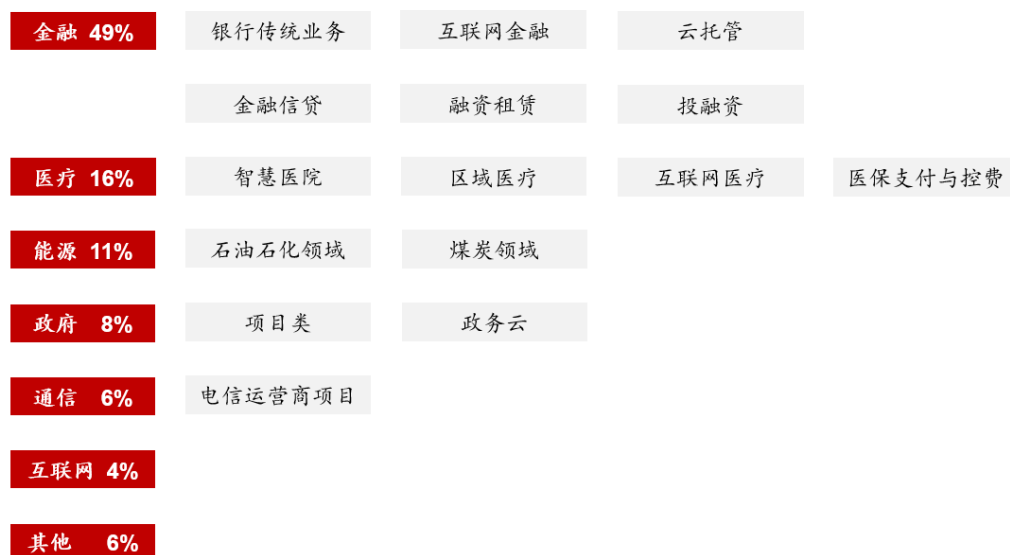 金融 49% 银行传统业务 互联网金融 云托管
金融信贷 融资租赁 投融资
医疗 16% 智慧医院 区域医疗 互联网医疗 医保支付与控费
能源 11% 石油石化领域 煤炭领域
政府 8% 项目类 政务云
通信 6% 电信运营商项目
互联网 4%
其他 6%